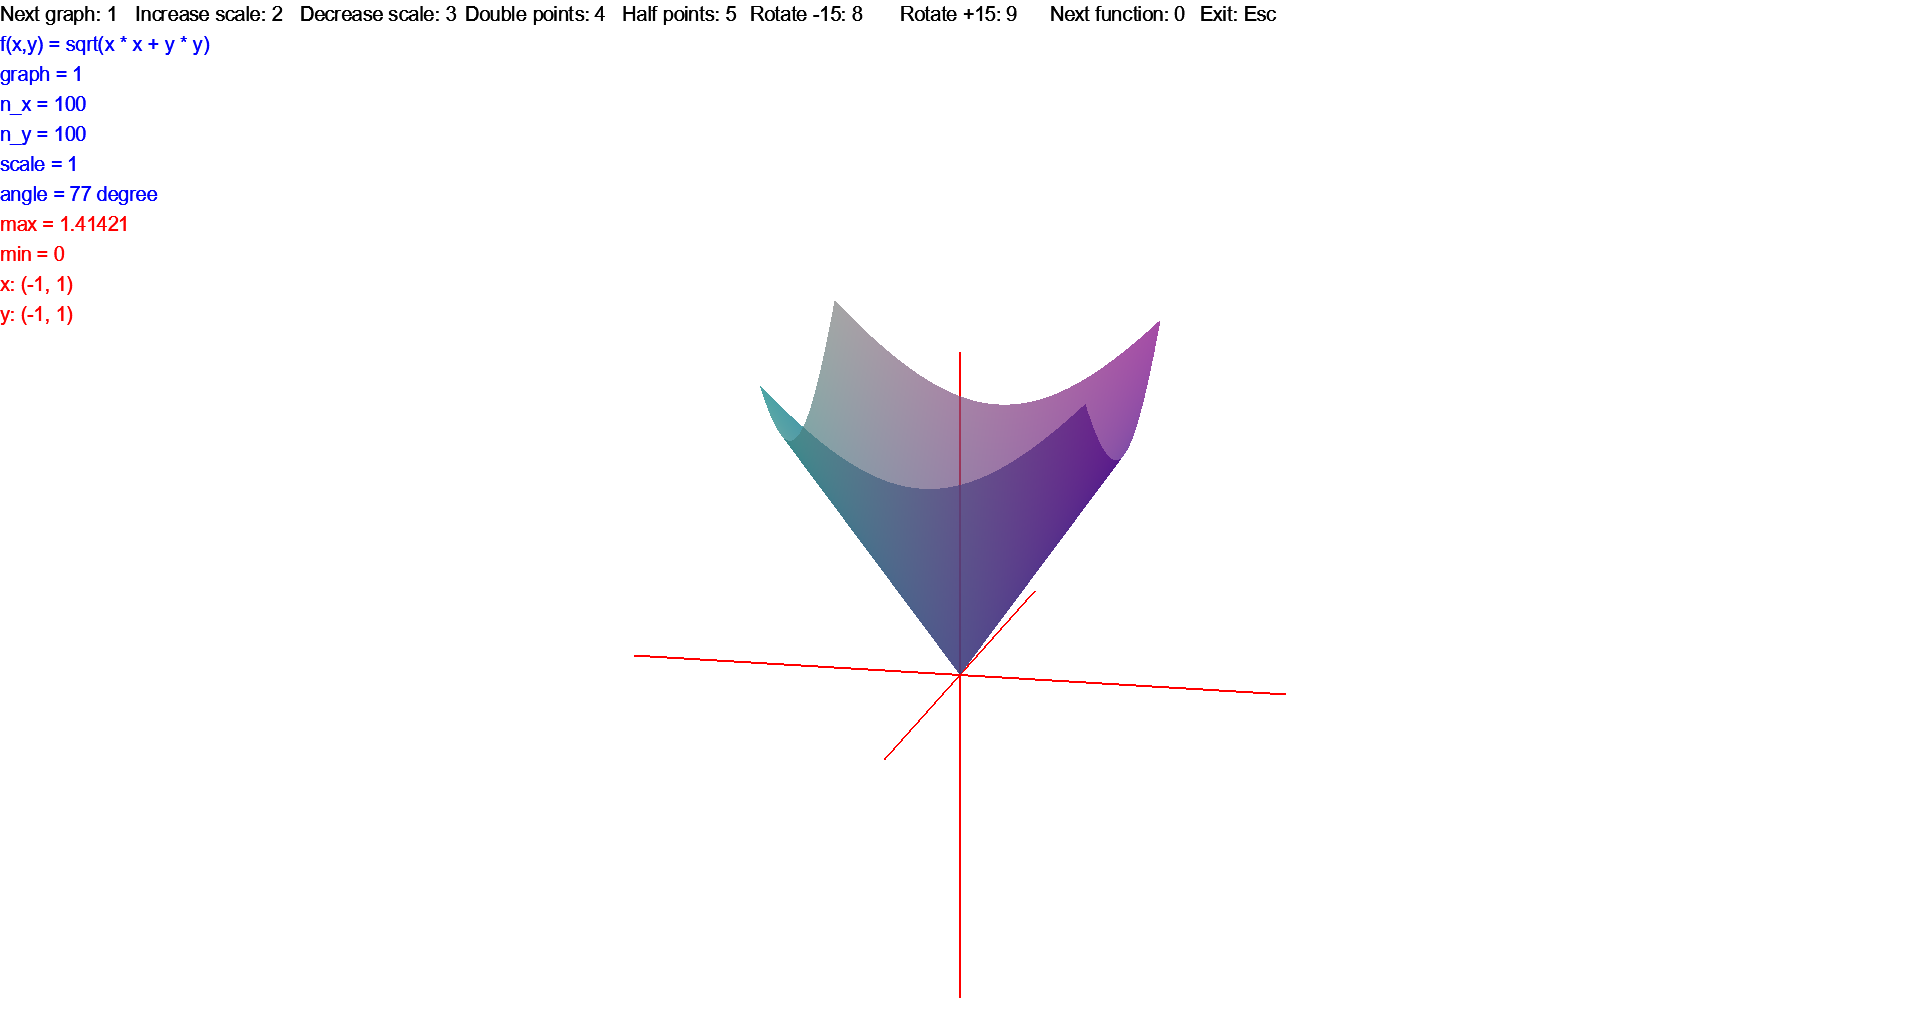 Next graph: 1 Increase scale: 2 Decrease scale: 3 Double points: 4 Half points: 5 Rotate -15: 8 Rotate +15: 9 Next function: 0 Exit: Esc
f(x,y) = sqrt(x * x + y * y)
graph = 1
n_x = 100
n_y = 100
scale = 1
angle = 77 degree
max = 1.41421
min = 0
x: (-1, 1)
y: (-1, 1)